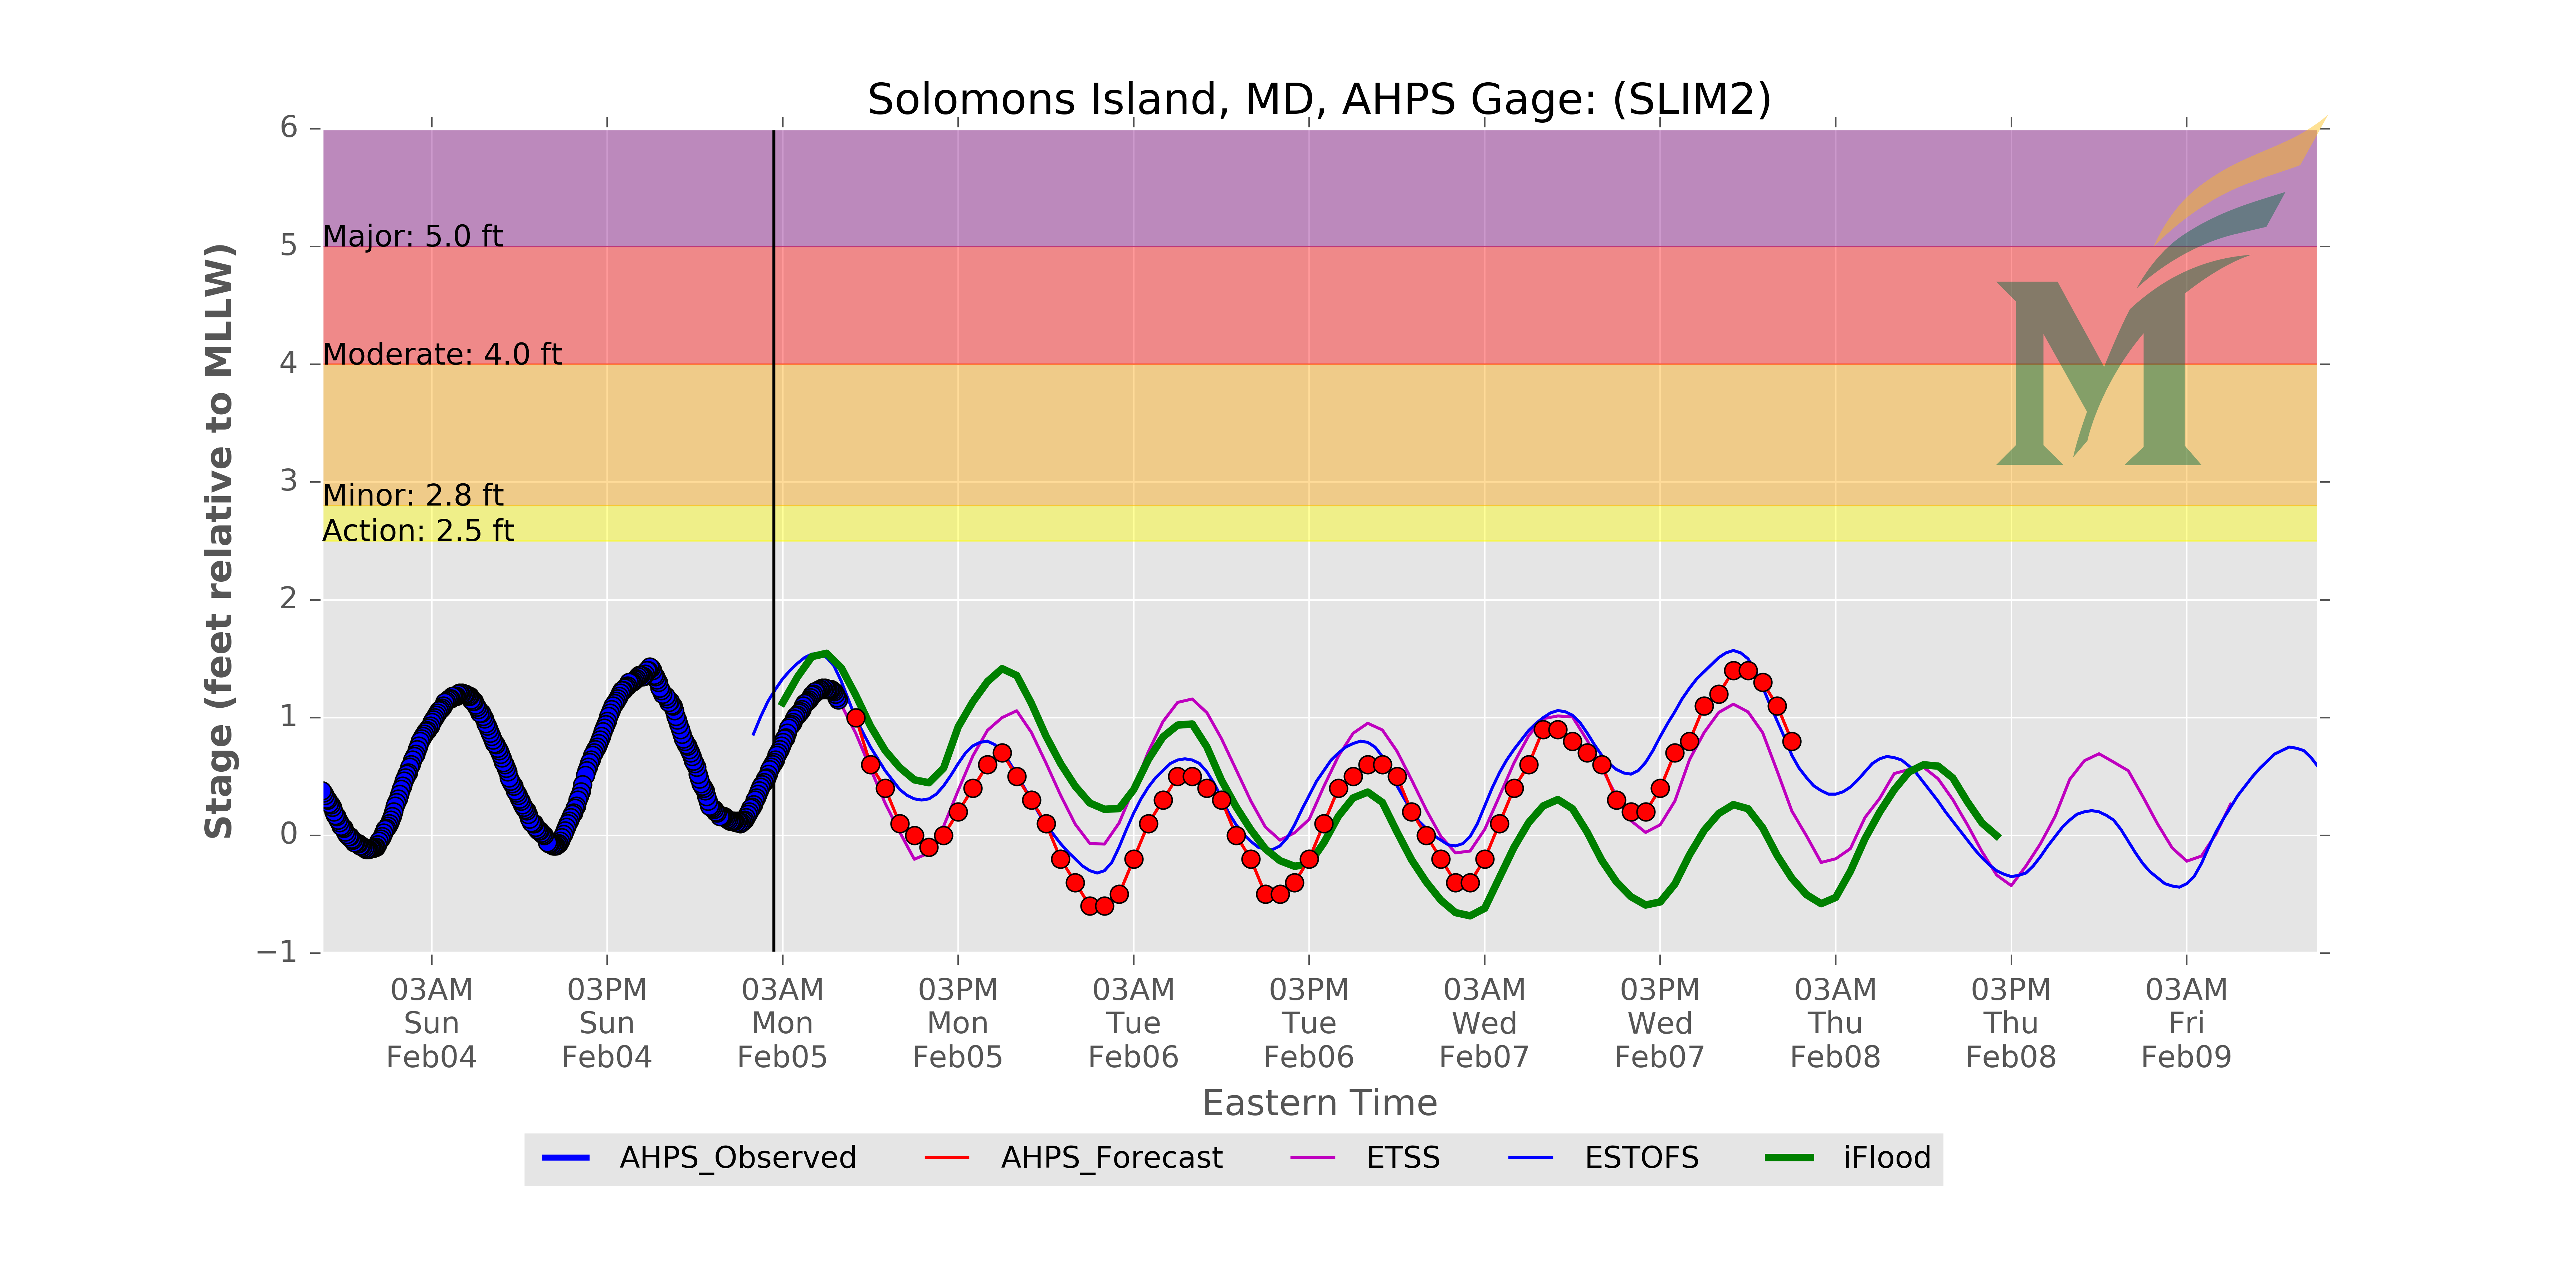 Solomons Island, MD, AHPS Gage: (SLIM2)
Stage (feet relative to MLLW)
6
5
4
3
2
1
0
−1
Major: 5.0 ft
Moderate: 4.0 ft
Minor: 2.8 ft
Action: 2.5 ft
M
03AM
Sun
Feb04
03PM
Sun
Feb04
03AM
Mon
Feb05
03PM
Mon
Feb05
03AM
Tue
Feb06
03PM
Tue
Feb06
03AM
Wed
Feb07
03PM
Wed
Feb07
03AM
Thu
Feb08
03PM
Thu
Feb08
03AM
Fri
Feb09
Eastern Time
AHPS_Observed AHPS_Forecast ETSS ESTOFS iFlood